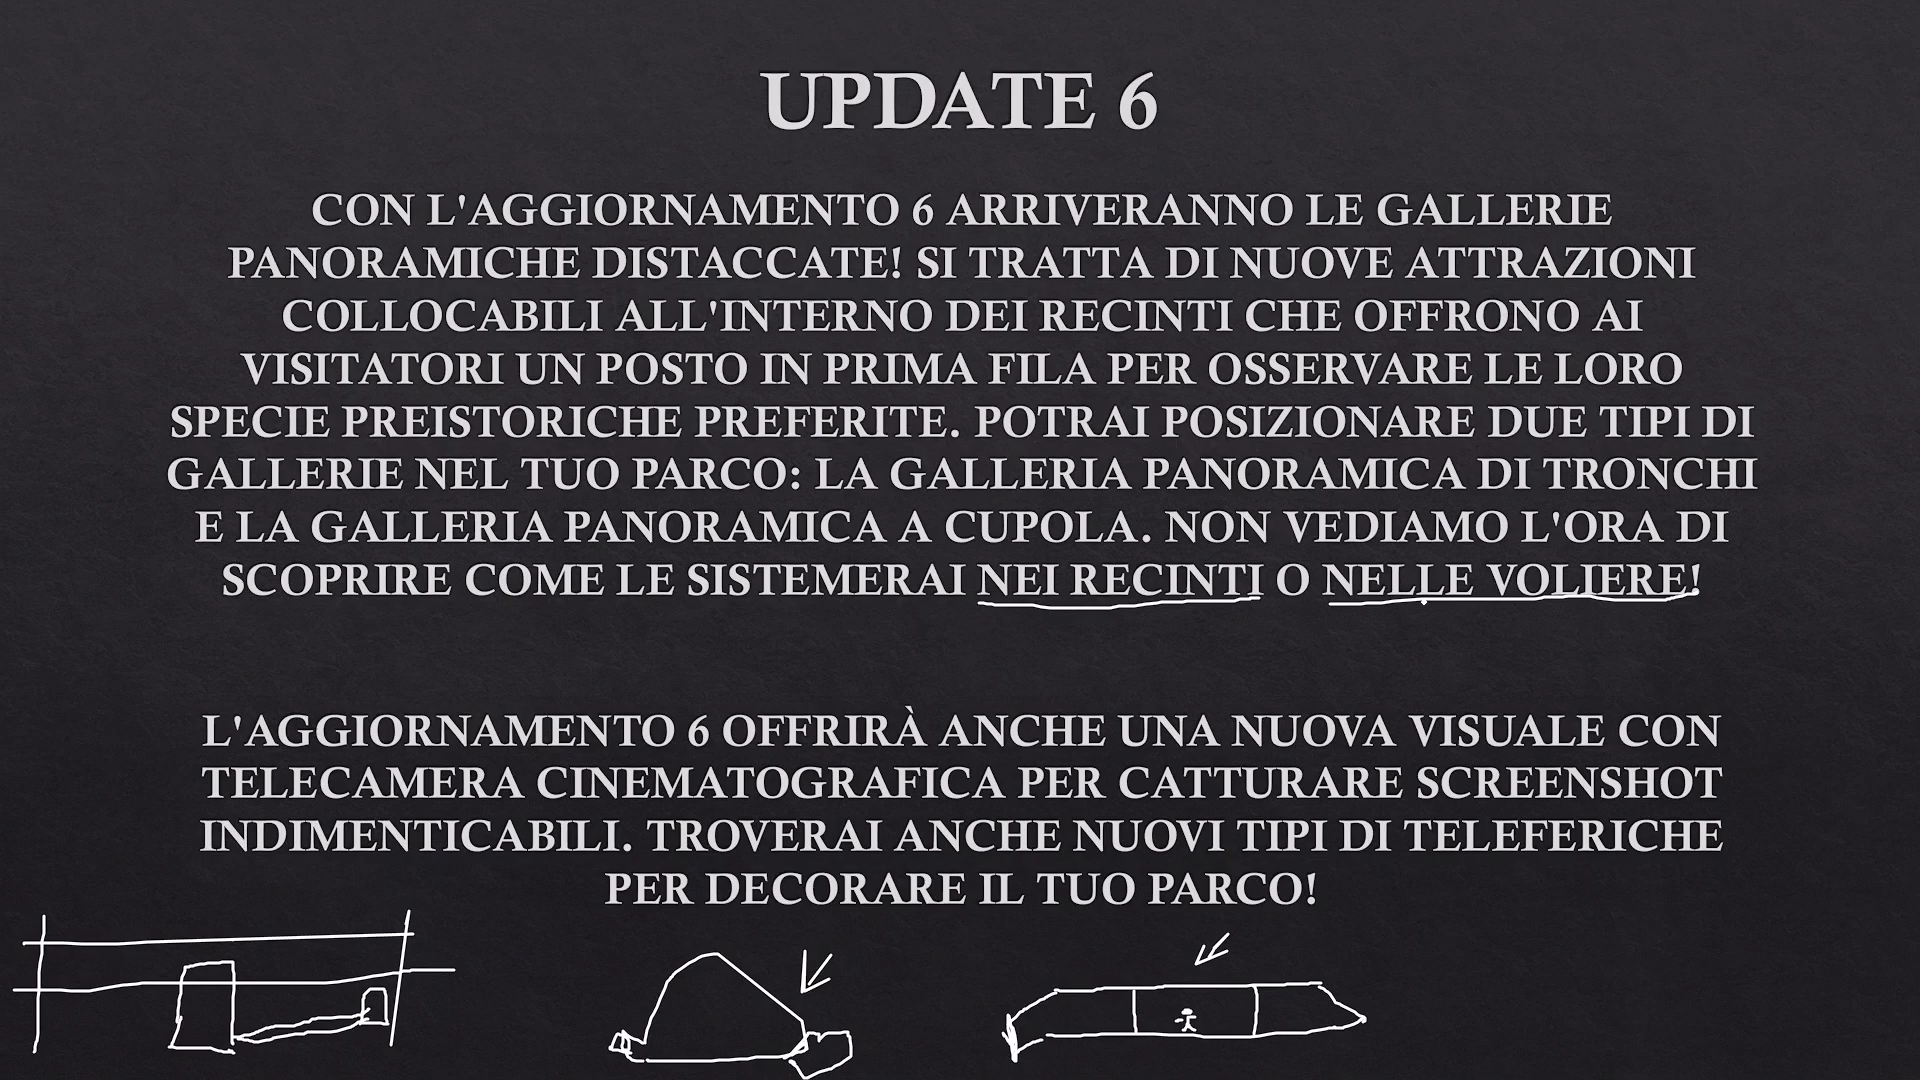 UPDATE 6
CON L'AGGIORNAMENTO 6 ARRIVERANNO LE GALLERIE
PANORAMICHE DISTACCATE! SI TRATTA DI NUOVE ATTRAZIONI
COLLOCABILI ALL'INTERNO DEI RECINTI CHE OFFRONO AI
VISITATORI UN POSTO IN PRIMA FILA PER OSSERVARE LE LORO
SPECIE PREISTORICHE PREFERITE. POTRAI POSIZIONARE DUE TIPI DI
GALLERIE NEL TUO PARCO: LA GALLERIA PANORAMICA DI TRONCHI
E LA GALLERIA PANORAMICA A CUPOLA. NON VEDIAMO L'ORA DI
SCOPRIRE COME LE SISTEMERAI NEI RECINTI O NELLE VOLIERE!
L'AGGIORNAMENTO 6 OFFRIRÀ ANCHE UNA NUOVA VISUALE CON
TELECAMERA CINEMATOGRAFICA PER CATTURARE SCREENSHOT
INDIMENTICABILI. TROVERAI ANCHE NUOVI TIPI DI TELEFERICHE
PER DECORARE IL TUO PARCO!